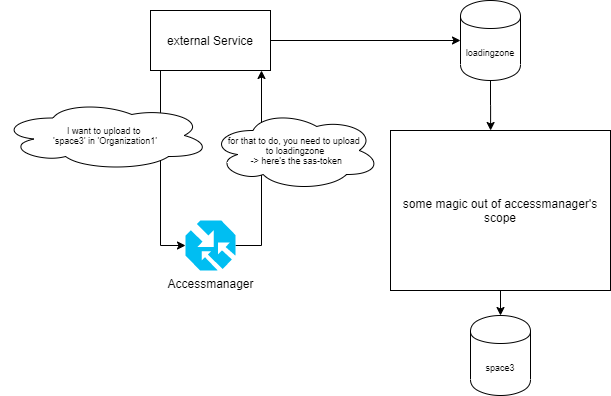 external Service
loadingzone
I want to upload to
'space3' in 'Organization1'
for that to do, you need to upload
to loadingzone
-> here's the sas-token
some magic out of accessmanager's
scope
Accessmanager
space3